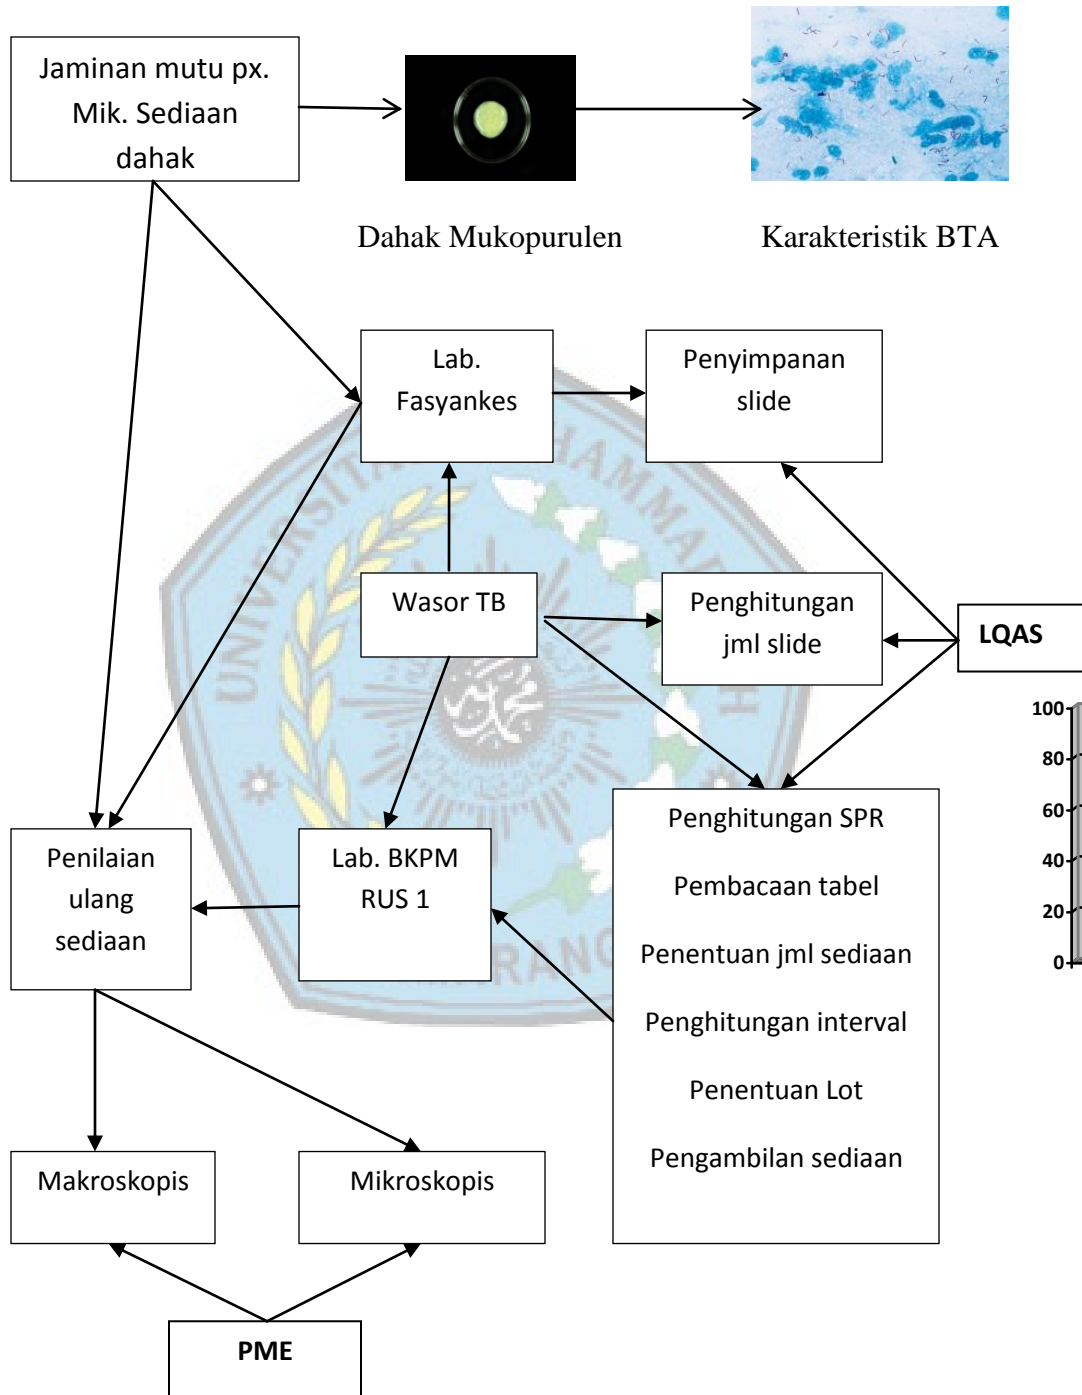 Jaminan mutu px.
Mik. Sediaan
dahak
Dahak Mukopurulen
Karakteristik BTA
Lab.
Fasyankes
Penyimpanan
slide
Wasor TB
Penghitungan
jml slide
LQAS
100
80
60
40
20
0
Penilaian
ulang
sediaan
Lab. BKPM
RUS 1
Penghitungan SPR
Pembacaan tabel
Penentuan jml sediaan
Penghitungan interval
Penentuan Lot
Pengambilan sediaan
Makroskopis
Mikroskopis
PME